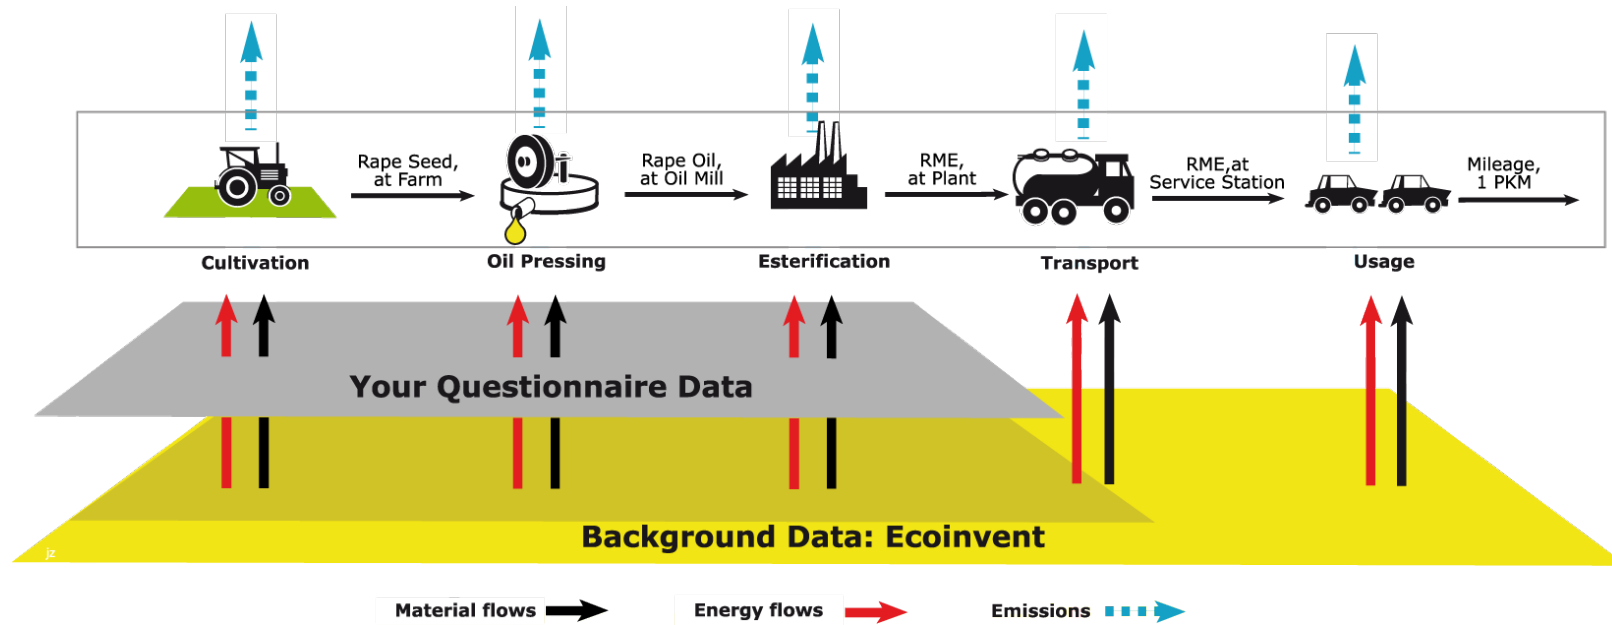 Rape Seed,
at Farm
Rape Oil,
at Oil Mill
RME,
at Plant
RME,at
Service Station
Mileage,
1 PKM
Cultivation
Oil Pressing
Esterification
Transport
Usage
Your Questionnaire Data
Background Data: Ecoinvent
jz
Material flows
Energy flows
Emissions